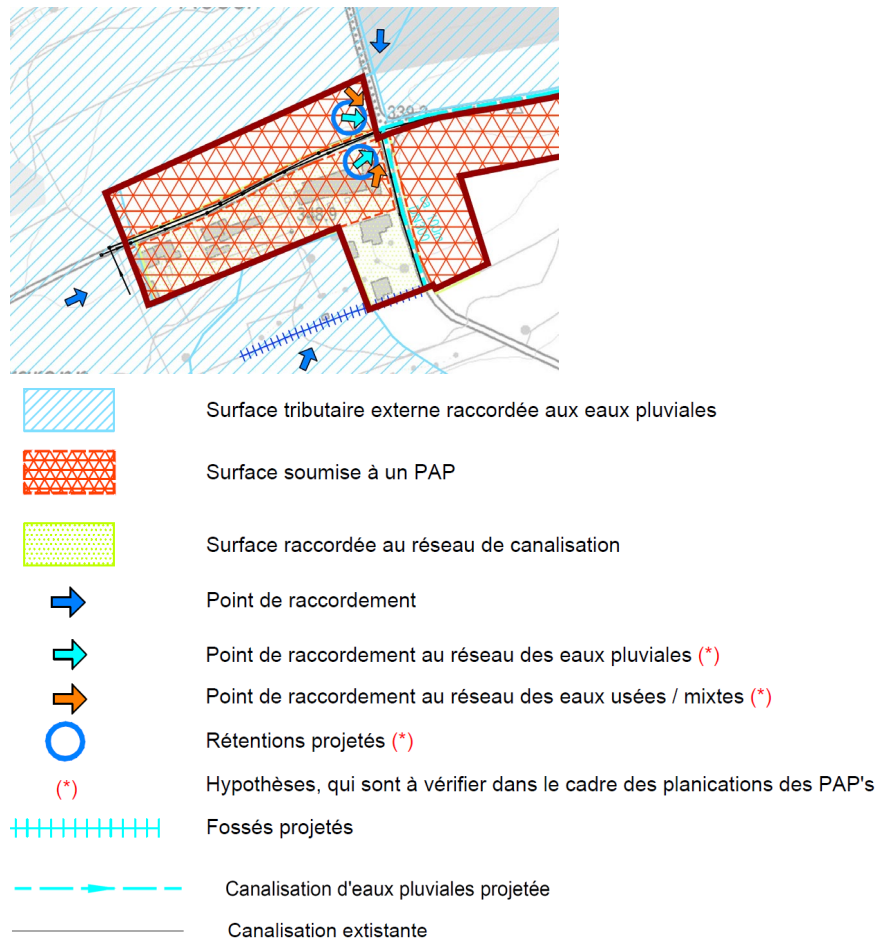 339.2
348.9
Surface tributaire externe raccordée aux eaux pluviales
Surface soumise à un PAP
Surface raccordée au réseau de canalisation
Point de raccordement
Point de raccordement au réseau des eaux pluviales (*)
Point de raccordement au réseau des eaux usées / mixtes (*)
Rétentions projetés (*)
(*) Hypothèses, qui sont à vérifier dans le cadre des planications des PAP's
Fossés projetés
Canalisation d'eaux pluviales projetée
Canalisation extistante